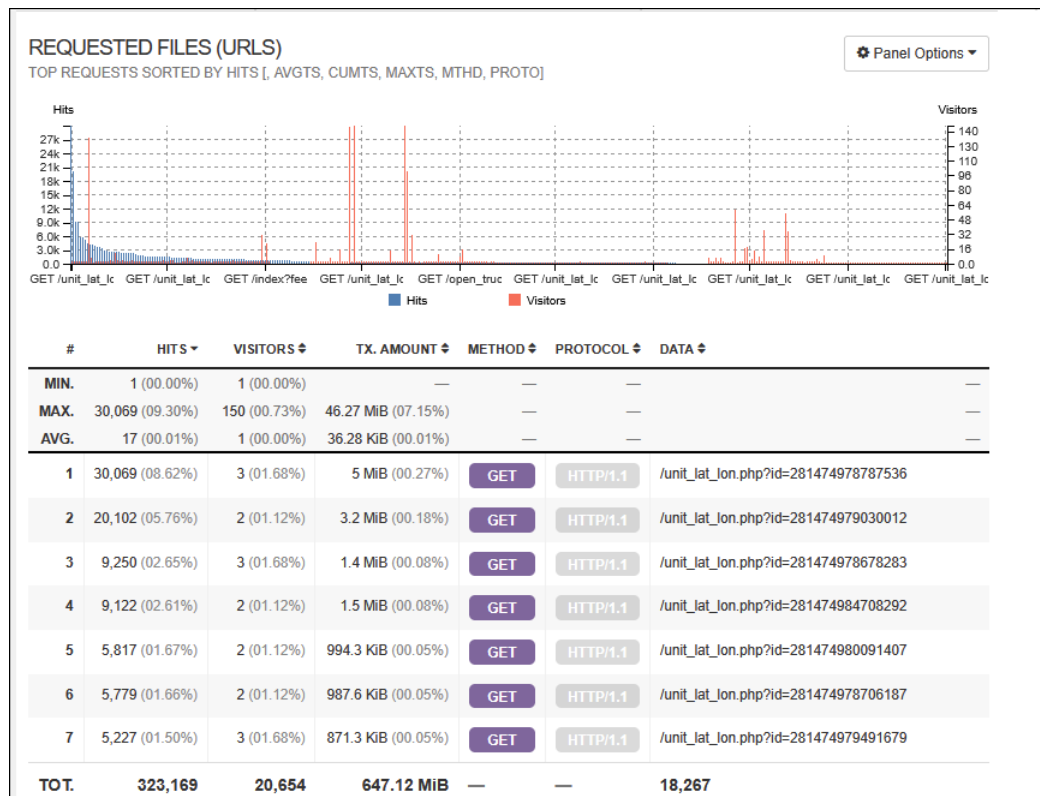 REQUESTED FILES (URLS)
Panel Options
TOP REQUESTS SORTED BY HITS [, AVGTS, CUMTS, MAXTS, MTHD, PROTO]
Hits Visitors
27k 140
24k 130
21k 110
18k 96
15k 80
12k 64
9.0k 48
6.0k 32
3.0k 16
0.0 0.0
GET /unit_lat_lc GET /unit_lat_lc GET /index?fee GET /unit_lat_lc GET /open_truc GET /unit_lat_lc GET /unit_lat_lc GET /unit_lat_lc GET /unit_lat_lc GET /unit_lat_lc
Hits Visitors
# HITS VISITORS TX. AMOUNT METHOD PROTOCOL DATA
MIN. 1 (00.00%) 1 (00.00%) — — — —
MAX. 30,069 (09.30%) 150 (00.73%) 46.27 MiB (07.15%) — — —
AVG. 17 (00.01%) 1 (00.00%) 36.28 KiB (00.01%) — — —
1 30,069 (08.62%) 3 (01.68%) 5 MiB (00.27%) GET HTTP/1.1 /unit_lat_lon.php?id=281474978787536
2 20,102 (05.76%) 2 (01.12%) 3.2 MiB (00.18%) GET HTTP/1.1 /unit_lat_lon.php?id=281474979030012
3 9,250 (02.65%) 3 (01.68%) 1.4 MiB (00.08%) GET HTTP/1.1 /unit_lat_lon.php?id=281474978678283
4 9,122 (02.61%) 2 (01.12%) 1.5 MiB (00.08%) GET HTTP/1.1 /unit_lat_lon.php?id=281474984708292
5 5,817 (01.67%) 2 (01.12%) 994.3 KiB (00.05%) GET HTTP/1.1 /unit_lat_lon.php?id=281474980091407
6 5,779 (01.66%) 2 (01.12%) 987.6 KiB (00.05%) GET HTTP/1.1 /unit_lat_lon.php?id=281474978706187
7 5,227 (01.50%) 3 (01.68%) 871.3 KiB (00.05%) GET HTTP/1.1 /unit_lat_lon.php?id=281474979491679
TOT. 323,169 20,654 647.12 MiB — — 18,267